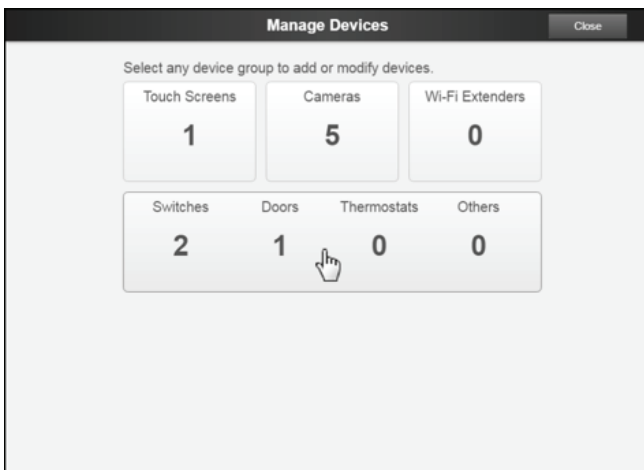 Manage Devices
Close
Select any device group to add or modify devices.
Touch Screens Cameras Wi-Fi Extenders
1 5 0
Switches Doors Thermostats Others
2 1 0 0